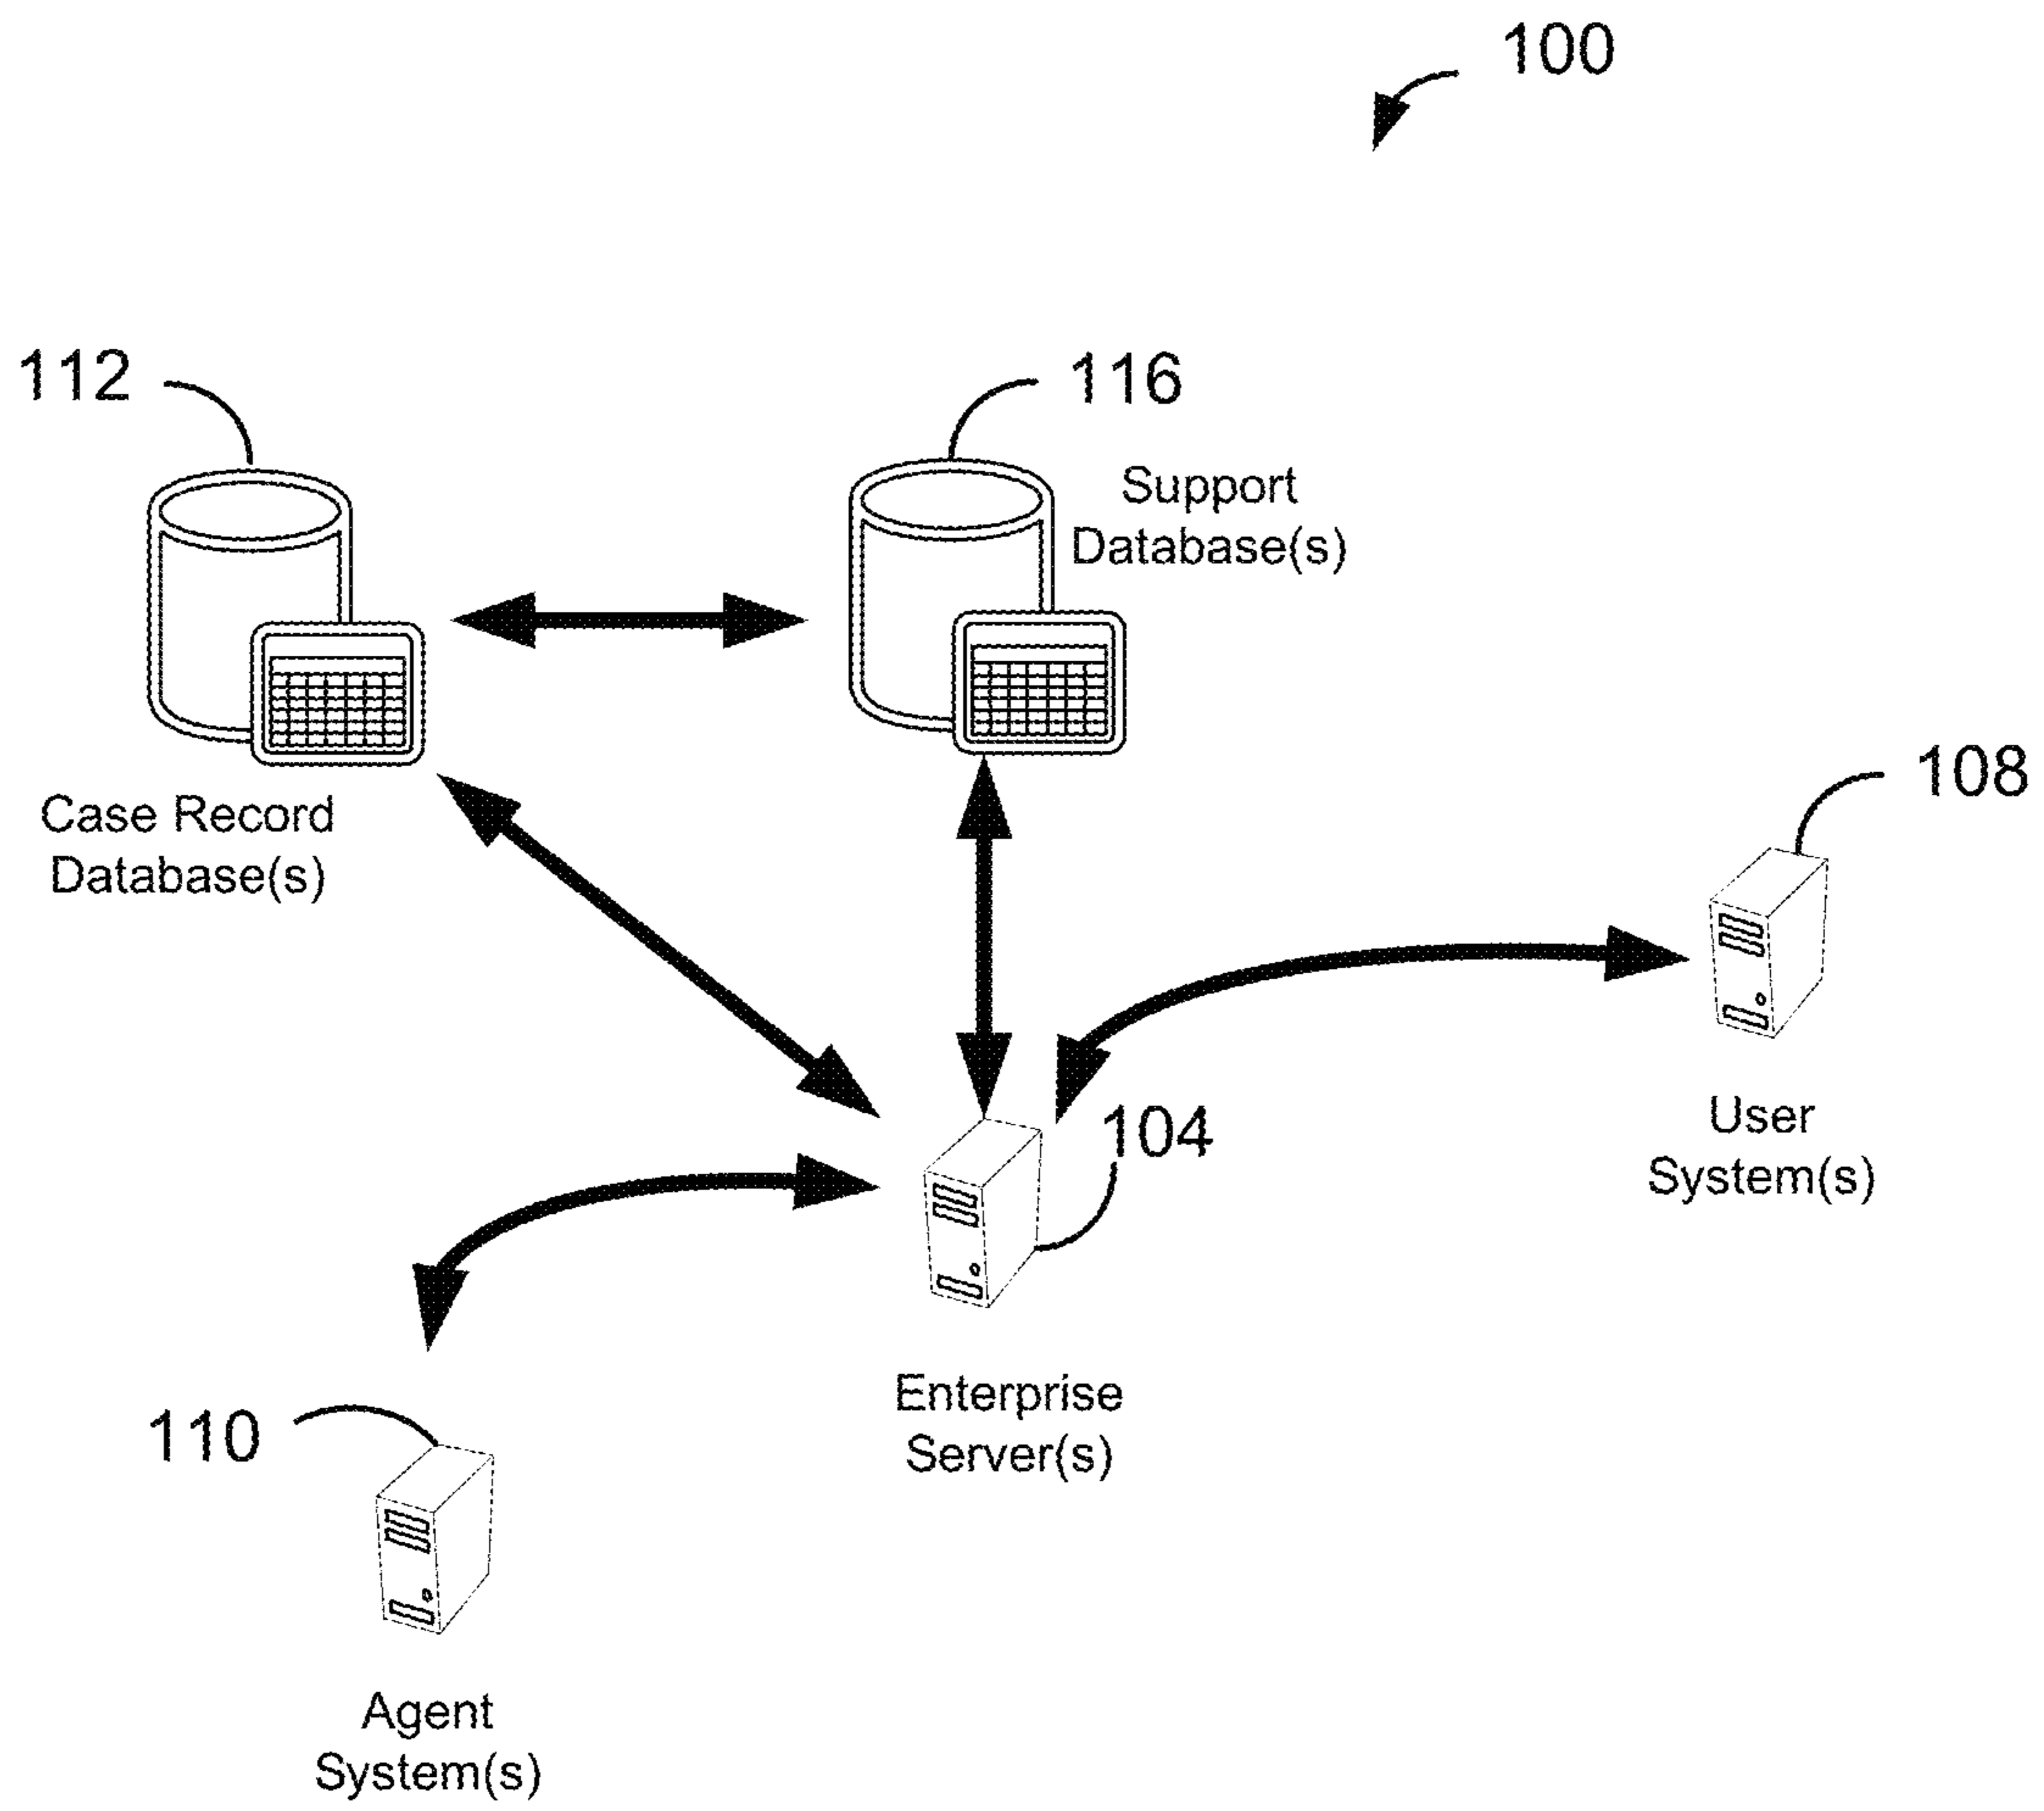 100
112
116
Support
Database(s)
108
Case Record
Database(s)
104
User
System(s)
Enterprise
Server(s)
110
Agent
System(s)